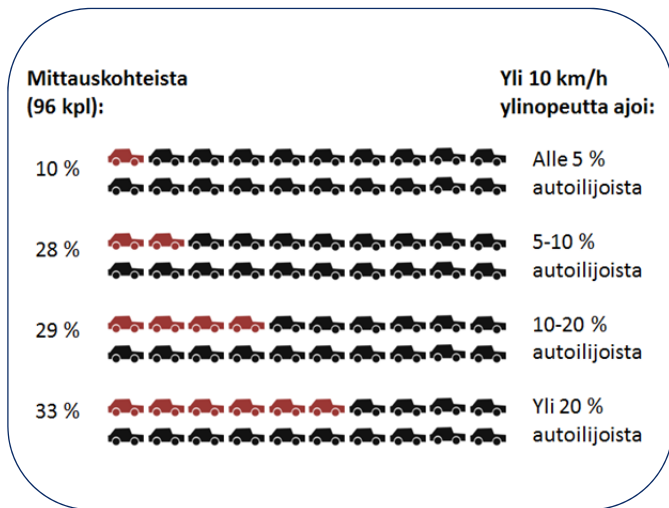 Mittauskohteista
(96 kpl):
Yli 10 km/h
ylinopeutta ajoi:
10 %
Alle 5 %
autoilijoista
28 %
5-10 %
autoilijoista
29 %
10-20 %
autoilijoista
33 %
Yli 20 %
autoilijoista